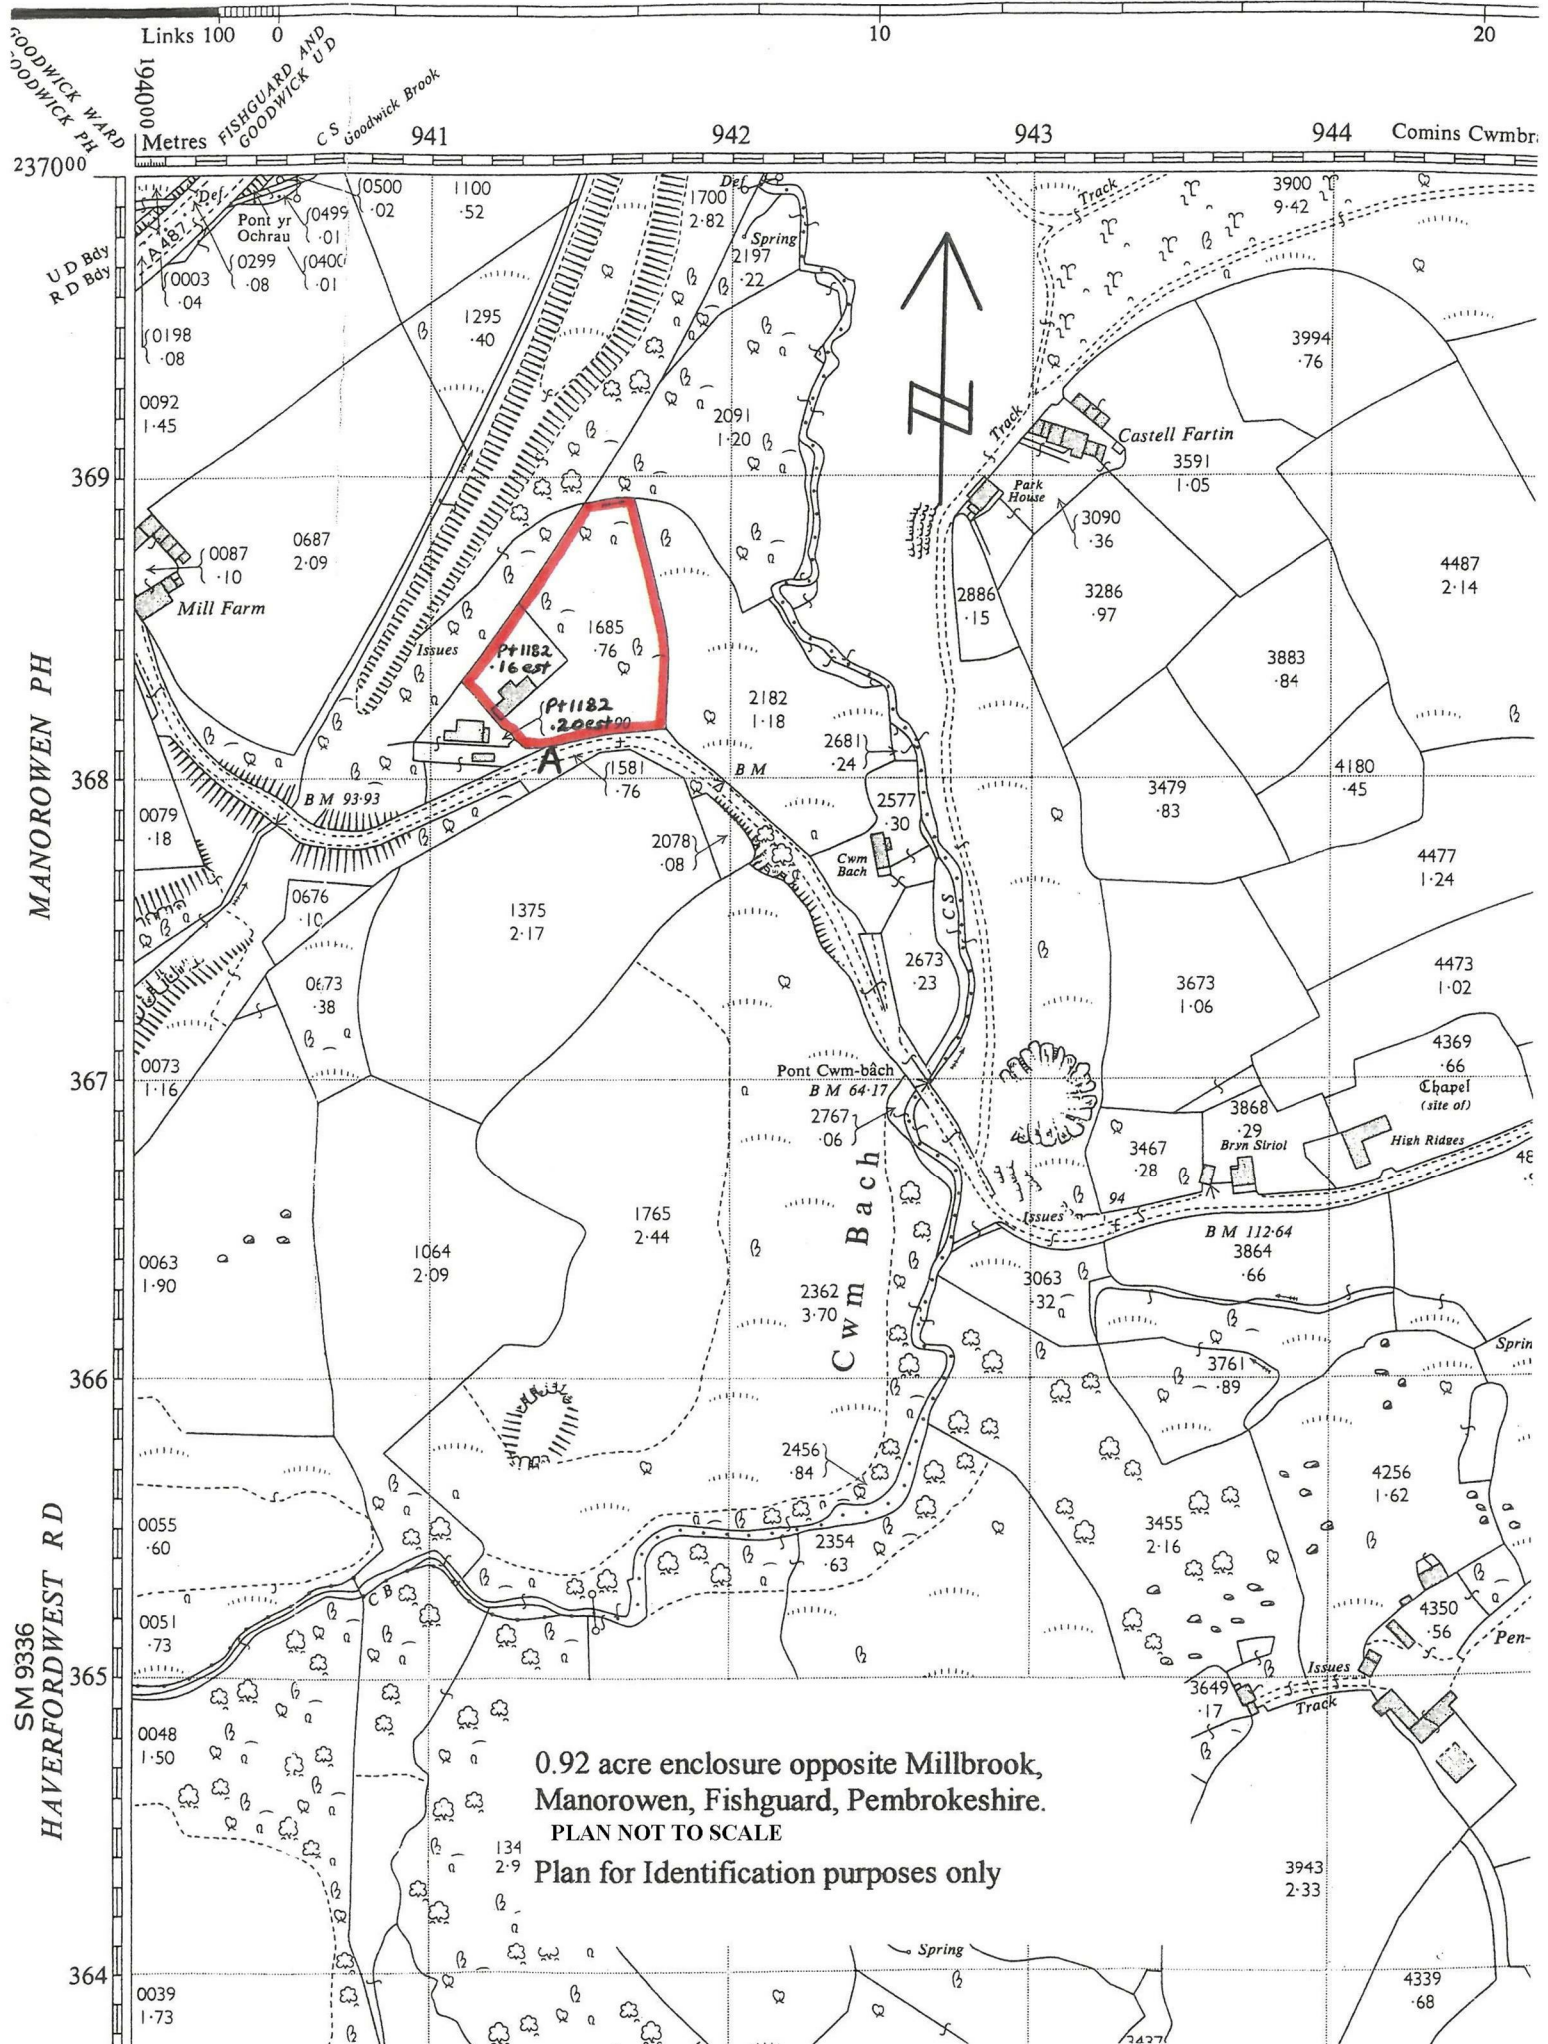 Links 100 0 10 20
GOODWICK WARD
GOODWICK PH
FISHGUARD AND
GOODWICK U D
C S Goodwick Brook
194000
Metres 941 942 943 944 Comins Cwmbr
237000
U D Bdy
R D Bdy
A 487
Def
Pont yr
Ochrau
0500
.02
0499
.01
0400
.01
0299
.08
0003
.04
0198
.08
1100
.52
1700
2.82
Def
Spring
2197
.22
Track
3900
9.42
1295
.40
3994
.76
0092
1.45
2091
1.20
Track
Castell Fartin
3591
1.05
Park
House
3090
.36
369
0687
2.09
0087
.10
Mill Farm
4487
2.14
2886
.15
3286
.97
Issues
1685
.76
Pt 1182
.16 est
Pt 1182
.20 est
A
MANOROWEN PH
3883
.84
2182
1.18
2681
.24
368
B M
B M 93.93
1581
.76
4180
.45
3479
.83
2577
.30
0079
.18
2078
.08
Cwm
Bach
4477
1.24
0676
.10
1375
2.17
C S
0673
.38
2673
.23
3673
1.06
4473
1.02
0073
1.16
367
Pont Cwm-bâch
B M 64.17
2767
.06
4369
.66
Chapel
(site of)
3868
.29
Bryn Siriol
High Ridges
3467
.28
94
Issues
B M 112.64
3864
.66
Cwm Bach
1765
2.44
1064
2.09
0063
1.90
2362
3.70
3063
.32
Sprin
3761
.89
366
2456
.84
4256
1.62
0055
.60
3455
2.16
2354
.63
C B
0051
.73
4350
.56
Pen-
SM 9336
HAVERFORDWEST RD
365
Issues
Track
3649
.17
0048
1.50
0.92 acre enclosure opposite Millbrook,
Manorowen, Fishguard, Pembrokeshire.
PLAN NOT TO SCALE
Plan for Identification purposes only
134
2.9
3943
2.33
Spring
364
0039
1.73
4339
.68
3437